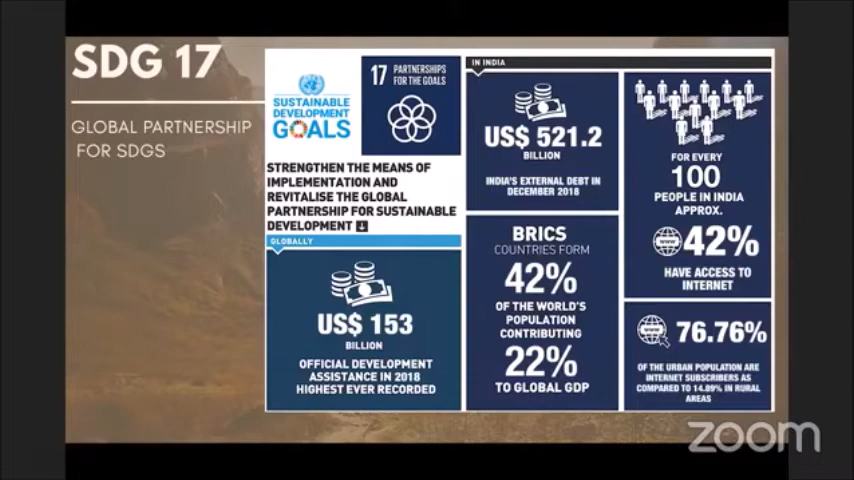 SDG 17
GLOBAL PARTNERSHIP
FOR SDGS
SUSTAINABLE
DEVELOPMENT
GOALS
17 PARTNERSHIPS
FOR THE GOALS
STRENGTHEN THE MEANS OF
IMPLEMENTATION AND
REVITALISE THE GLOBAL
PARTNERSHIP FOR SUSTAINABLE
DEVELOPMENT
GLOBALLY
US$ 153
BILLION
OFFICIAL DEVELOPMENT
ASSISTANCE IN 2018
HIGHEST EVER RECORDED
IN INDIA
US$ 521.2
BILLION
INDIA'S EXTERNAL DEBT IN
DECEMBER 2018
BRICS
COUNTRIES FORM
42%
OF THE WORLD'S
POPULATION
CONTRIBUTING
22%
TO GLOBAL GDP
FOR EVERY
100
PEOPLE IN INDIA
APPROX.
www 42%
HAVE ACCESS TO
INTERNET
www 76.76%
OF THE URBAN POPULATION ARE
INTERNET SUBSCRIBERS AS
COMPARED TO 14.89% IN RURAL
AREAS
zoom